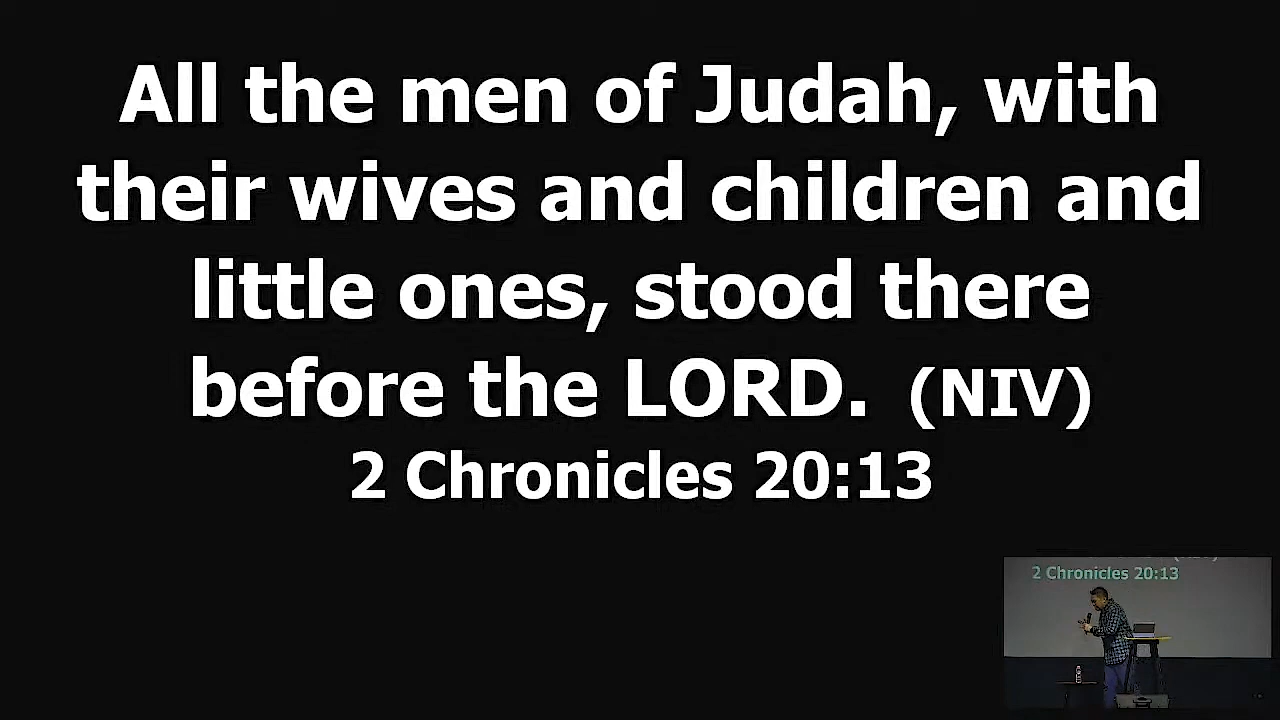 All the men of Judah, with
their wives and children and
little ones, stood there
before the LORD. (NIV)
2 Chronicles 20:13
2 Chronicles 20:13